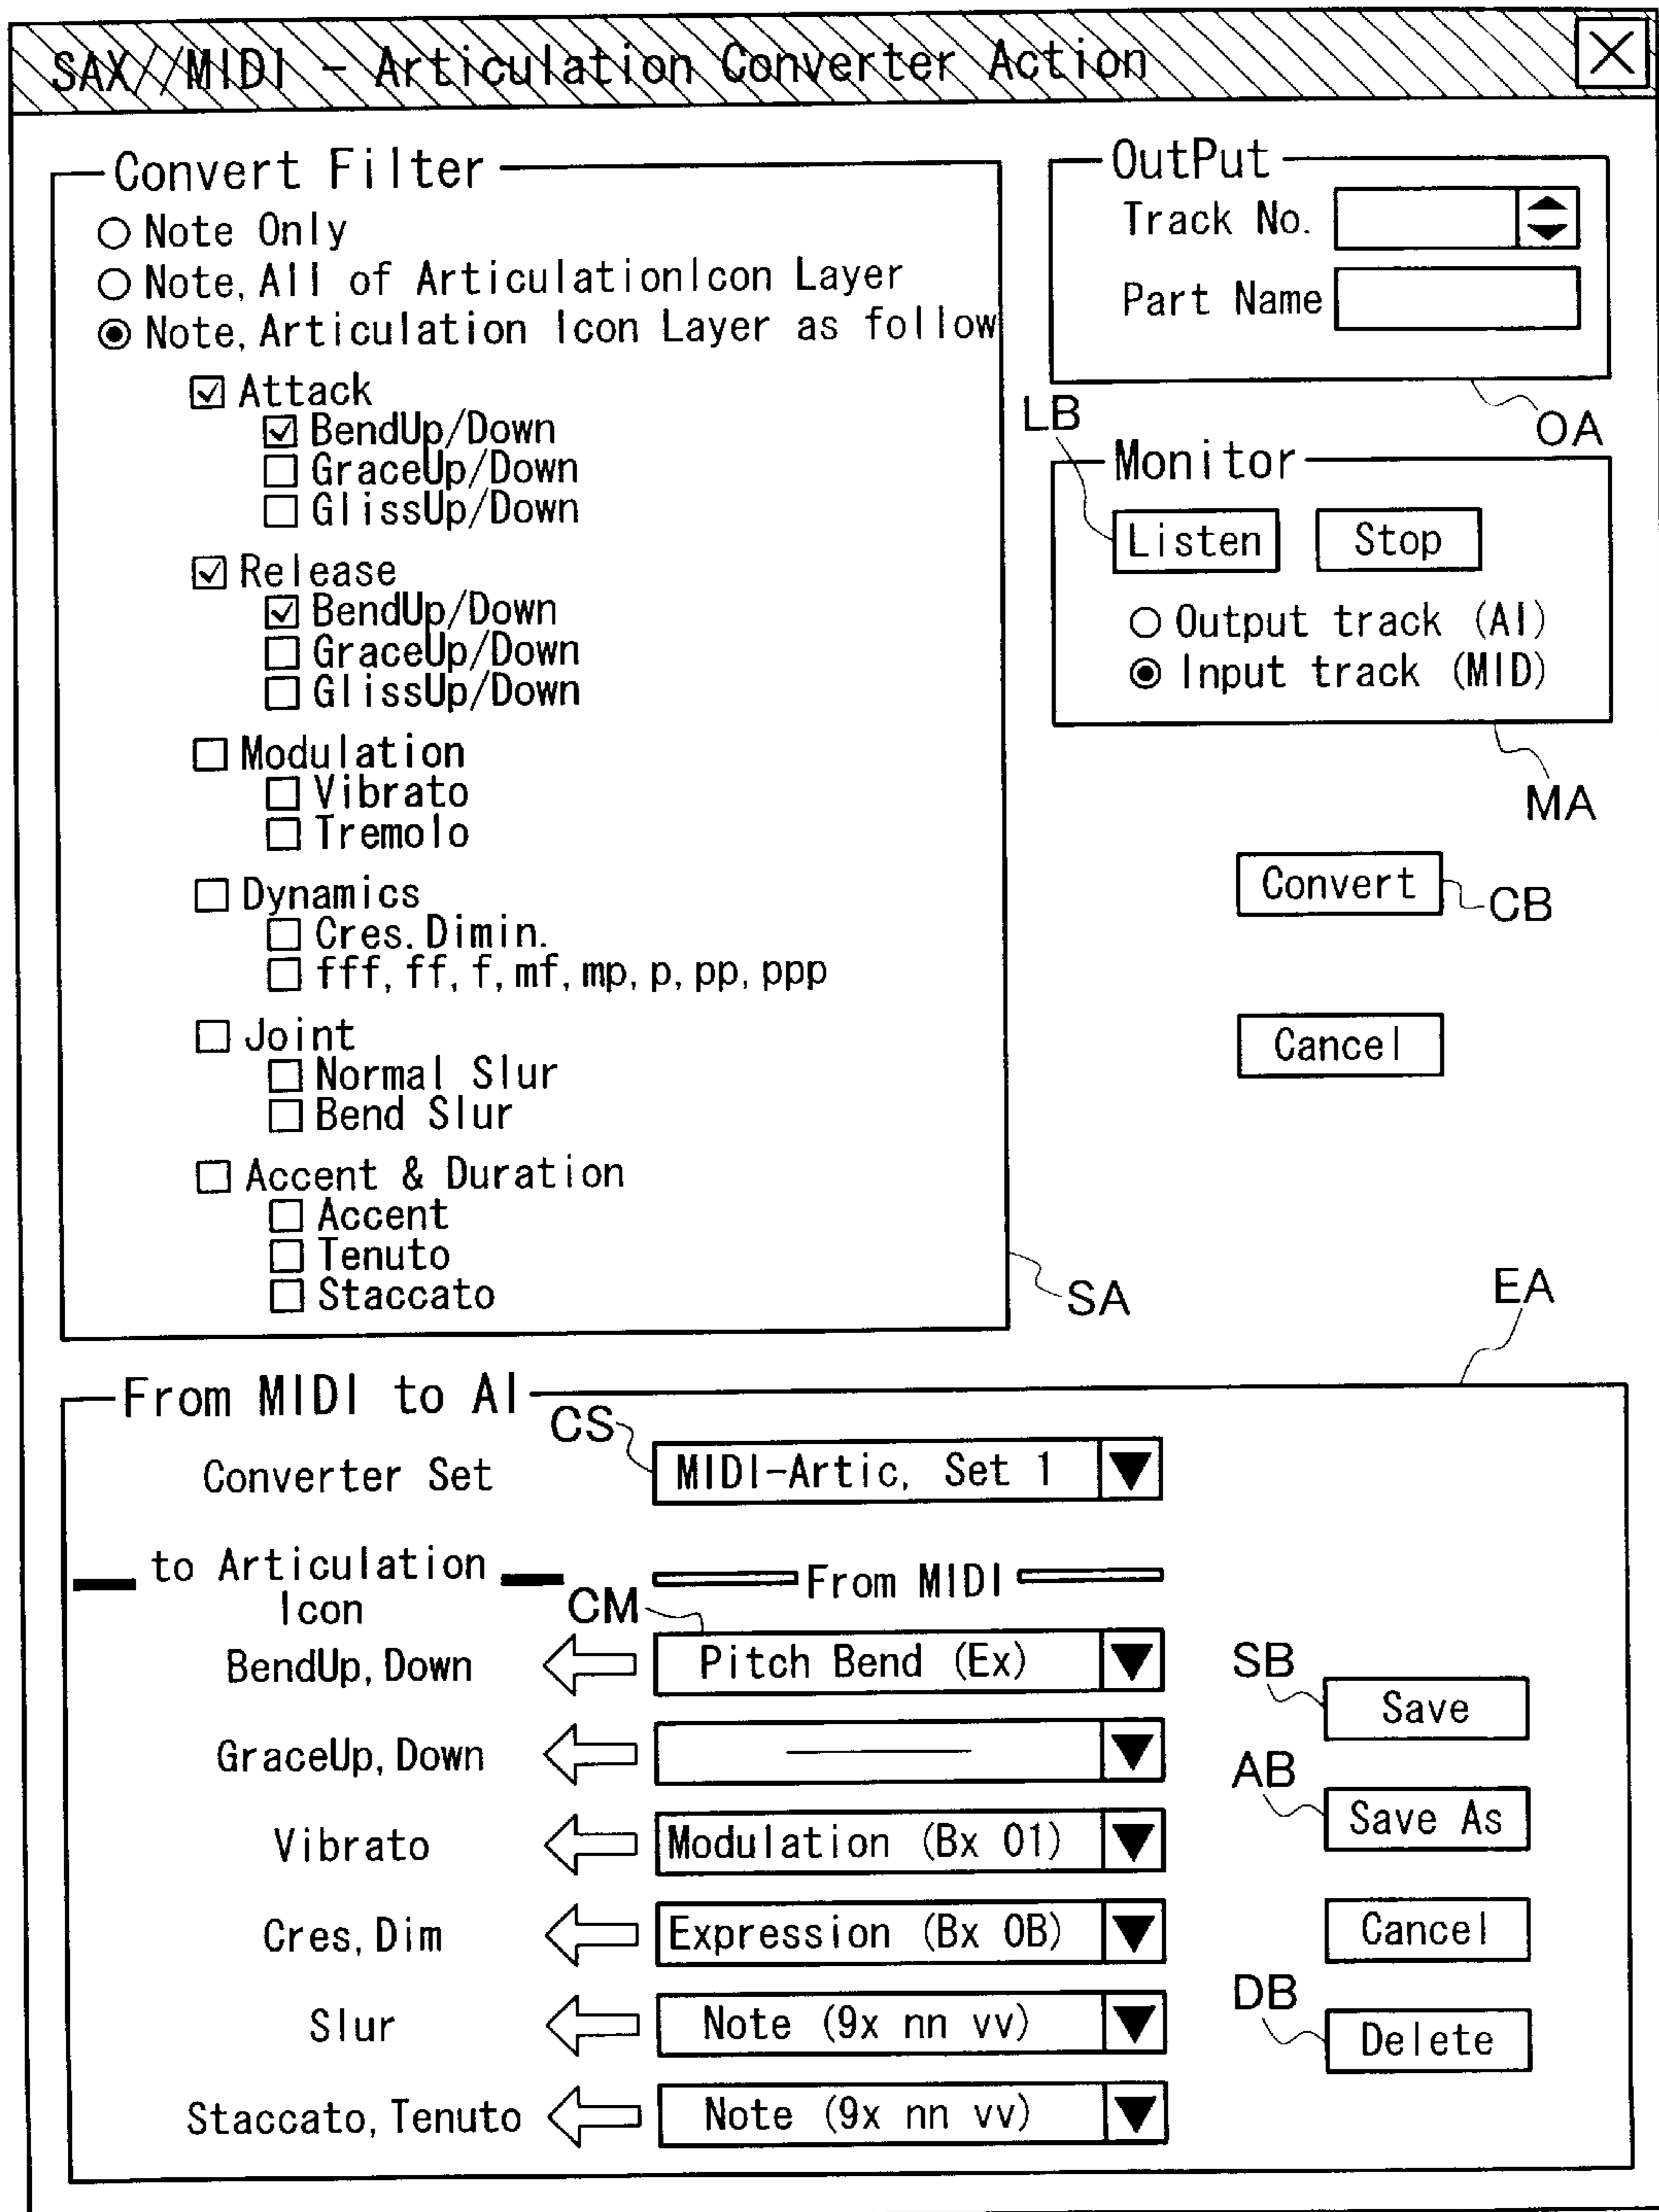 SAX//MIDI - Articulation Converter Action
Convert Filter
Note Only
Note, All of ArticulationIcon Layer
Note, Articulation Icon Layer as follow
Attack
BendUp/Down
GraceUp/Down
GlissUp/Down
Release
BendUp/Down
GraceUp/Down
GlissUp/Down
Modulation
Vibrato
Tremolo
Dynamics
Cres. Dimin.
fff, ff, f, mf, mp, p, pp, ppp
Joint
Normal Slur
Bend Slur
Accent & Duration
Accent
Tenuto
Staccato
SA
OutPut
Track No.
Part Name
OA
LB
Monitor
Listen Stop
Output track (AI)
Input track (MID)
MA
Convert
CB
Cancel
EA
From MIDI to AI
CS
Converter Set MIDI-Artic, Set 1
to Articulation
Icon
From MIDI
CM
BendUp, Down Pitch Bend (Ex)
GraceUp, Down
Vibrato Modulation (Bx 01)
Cres, Dim Expression (Bx 0B)
Slur Note (9x nn vv)
Staccato, Tenuto Note (9x nn vv)
SB
Save
AB
Save As
Cancel
DB
Delete